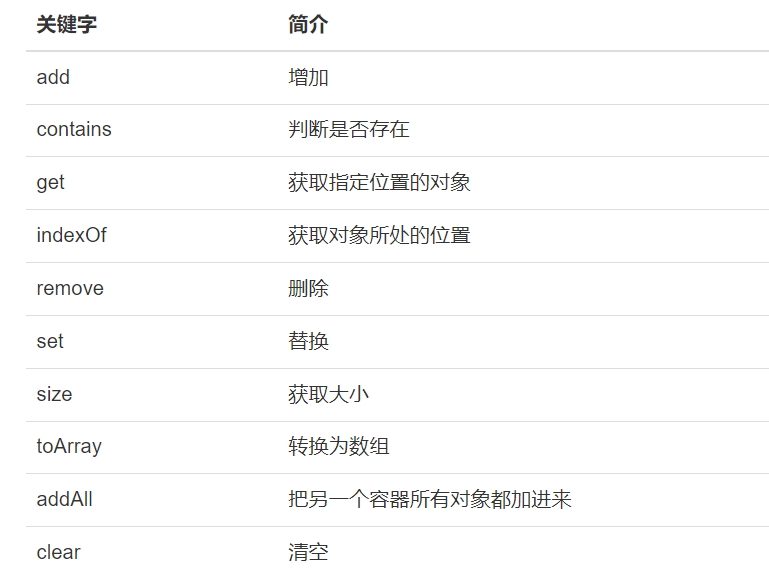 关键字 简介
add 增加
contains 判断是否存在
get 获取指定位置的对象
indexOf 获取对象所处的位置
remove 删除
set 替换
size 获取大小
toArray 转换为数组
addAll 把另一个容器所有对象都加进来
clear 清空